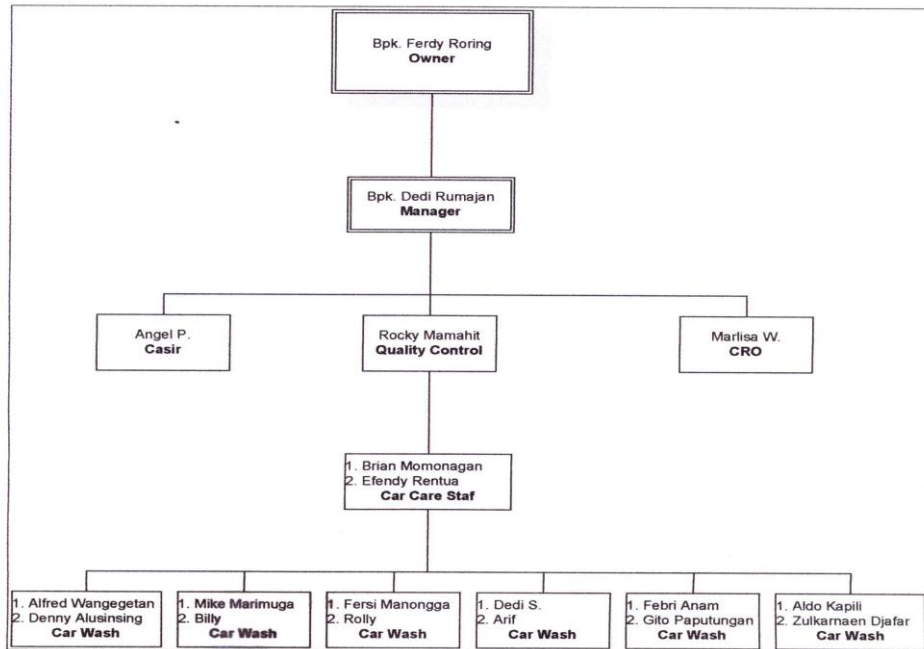 Bpk. Ferdy Roring
Owner
Bpk. Dedi Rumajan
Manager
Angel P.
Casir
Rocky Mamahit
Quality Control
Marlisa W.
CRO
1. Brian Momonagan
2. Efendy Rentua
Car Care Staf
1. Alfred Wangegetan
2. Denny Alusinsing
Car Wash
1. Mike Marimuga
2. Billy
Car Wash
1. Fersi Manongga
2. Rolly
Car Wash
1. Dedi S.
2. Arif
Car Wash
1. Febri Anam
2. Gito Paputungan
Car Wash
1. Aldo Kapili
2. Zulkarnaen Djafar
Car Wash